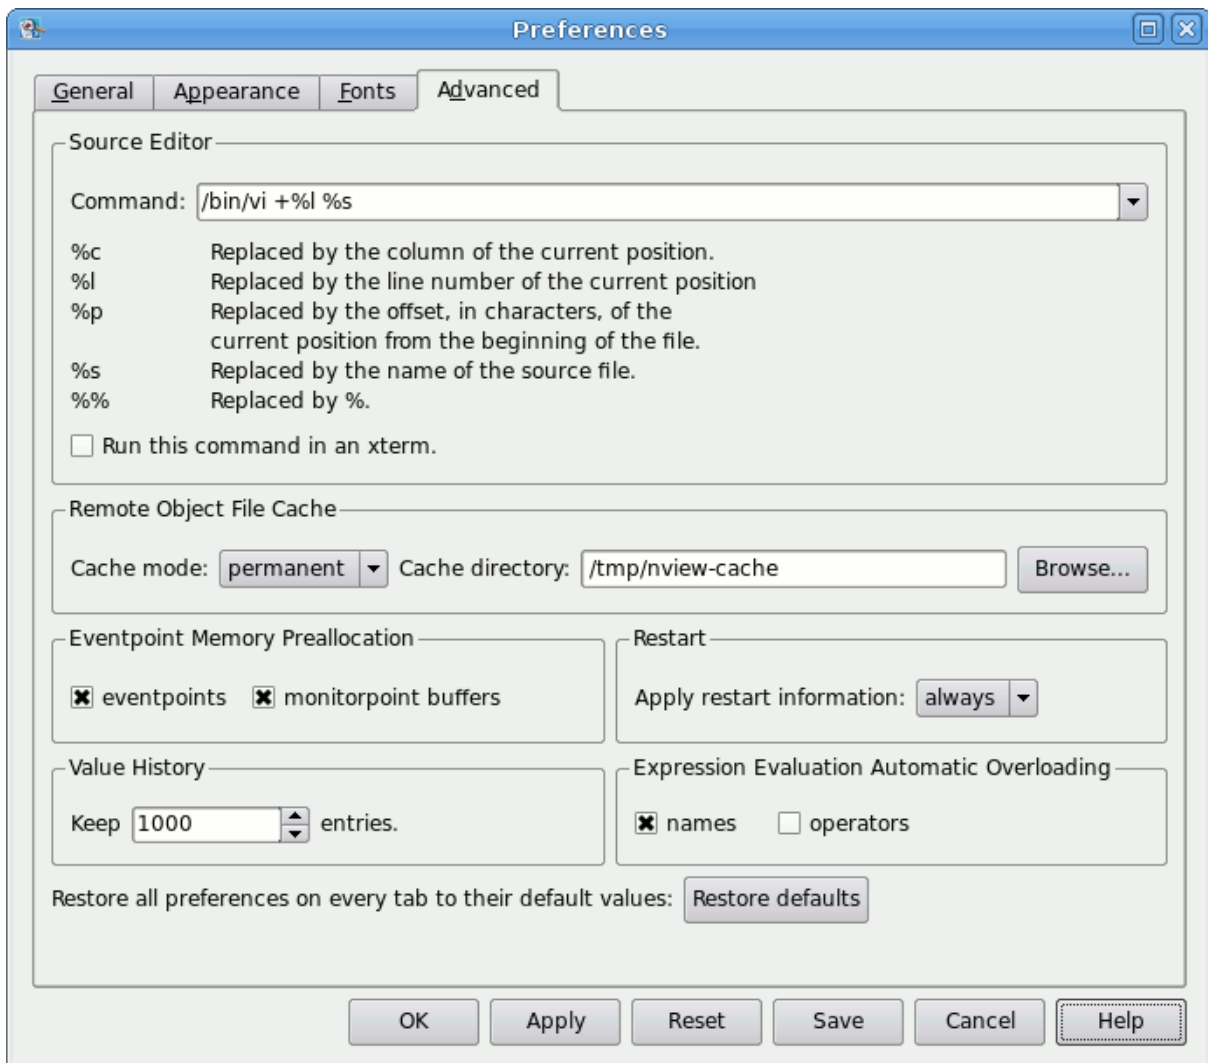 Preferences
General Appearance Fonts Advanced
Source Editor
Command: /bin/vi +%l %s
%c Replaced by the column of the current position.
%l Replaced by the line number of the current position
%p Replaced by the offset, in characters, of the
current position from the beginning of the file.
%s Replaced by the name of the source file.
%% Replaced by %.
Run this command in an xterm.
Remote Object File Cache
Cache mode: permanent Cache directory: /tmp/nview-cache Browse...
Eventpoint Memory Preallocation Restart
eventpoints monitorpoint buffers Apply restart information: always
Value History Expression Evaluation Automatic Overloading
Keep 1000 entries. names operators
Restore all preferences on every tab to their default values: Restore defaults
OK Apply Reset Save Cancel Help